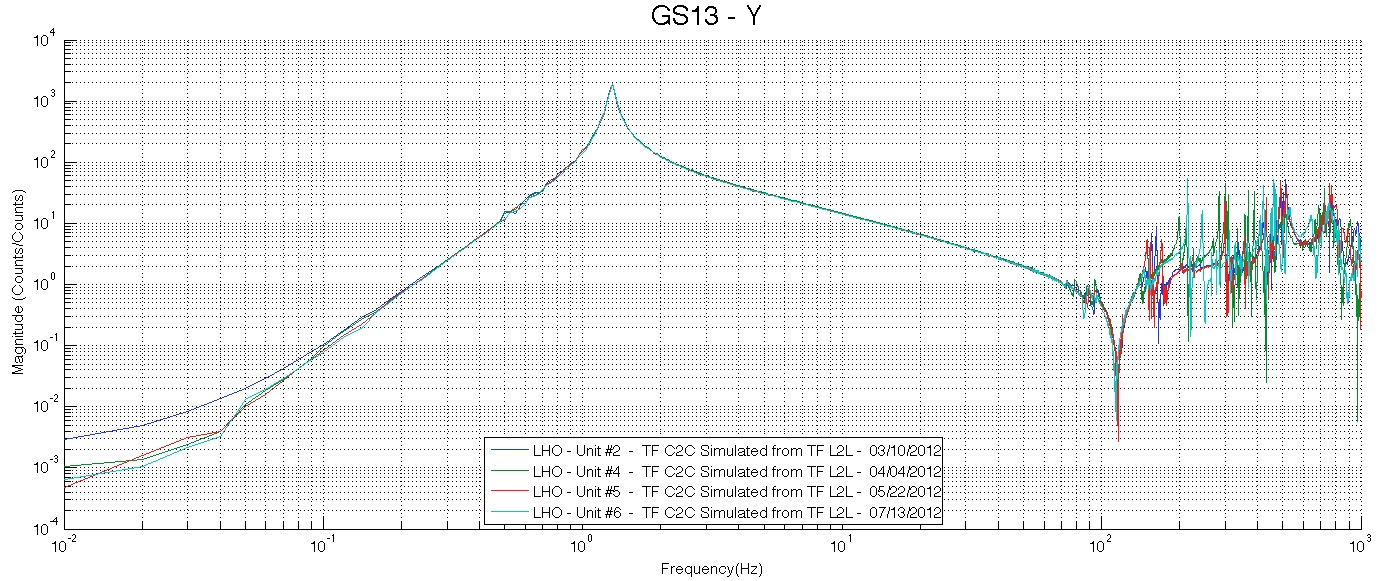 GS13 - Y
Magnitude (Counts/Counts)
10^4
10^3
10^2
10^1
10^0
10^-1
10^-2
10^-3
10^-4
LHO - Unit #2 - TF C2C Simulated from TF L2L - 03/10/2012
LHO - Unit #4 - TF C2C Simulated from TF L2L - 04/04/2012
LHO - Unit #5 - TF C2C Simulated from TF L2L - 05/22/2012
LHO - Unit #6 - TF C2C Simulated from TF L2L - 07/13/2012
10^-2 10^-1 10^0 10^1 10^2 10^3
Frequency(Hz)